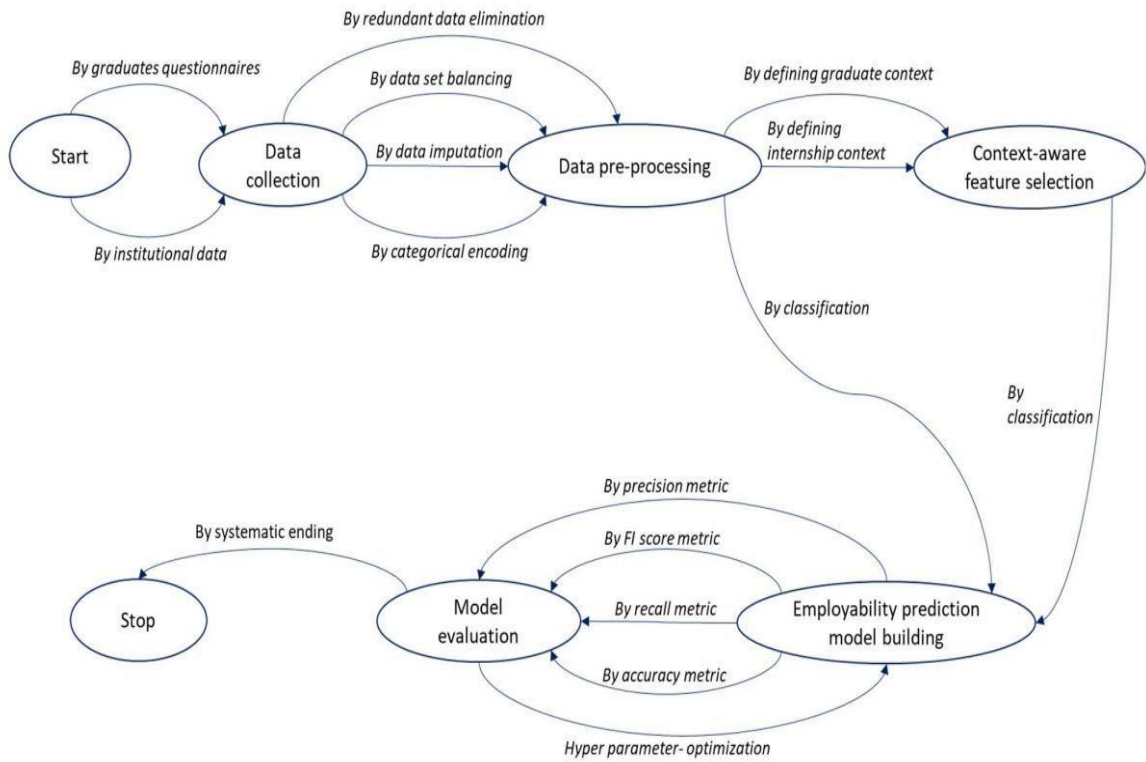 By redundant data elimination
By graduates questionnaires
By data set balancing
By defining graduate context
Start
Data
collection
By data imputation
Data pre-processing
By defining
internship context
Context-aware
feature selection
By institutional data
By categorical encoding
By classification
By
classification
By precision metric
By systematic ending
By FI score metric
Stop
Model
evaluation
By recall metric
Employability prediction
model building
By accuracy metric
Hyper parameter- optimization